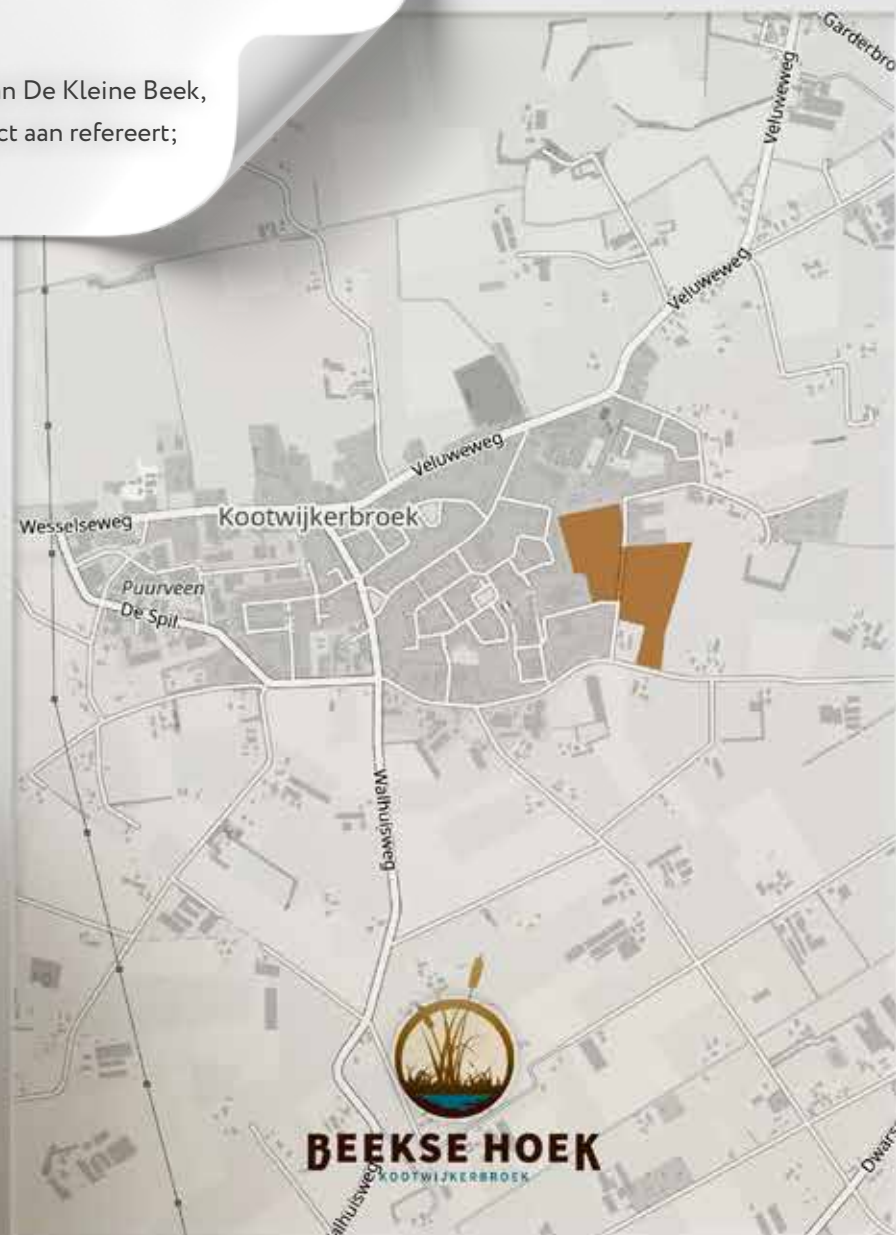 n De Kleine Beek,
ct aan refereert;
Garderbro
Veluweweg
Veluweweg
Veluweweg
Wesselseweg
Kootwijkerbroek
Puurveen
De Spil
Walhuisweg
BEEKSE HOEK
KOOTWIJKERBROEK
alhuisweg
Dwars